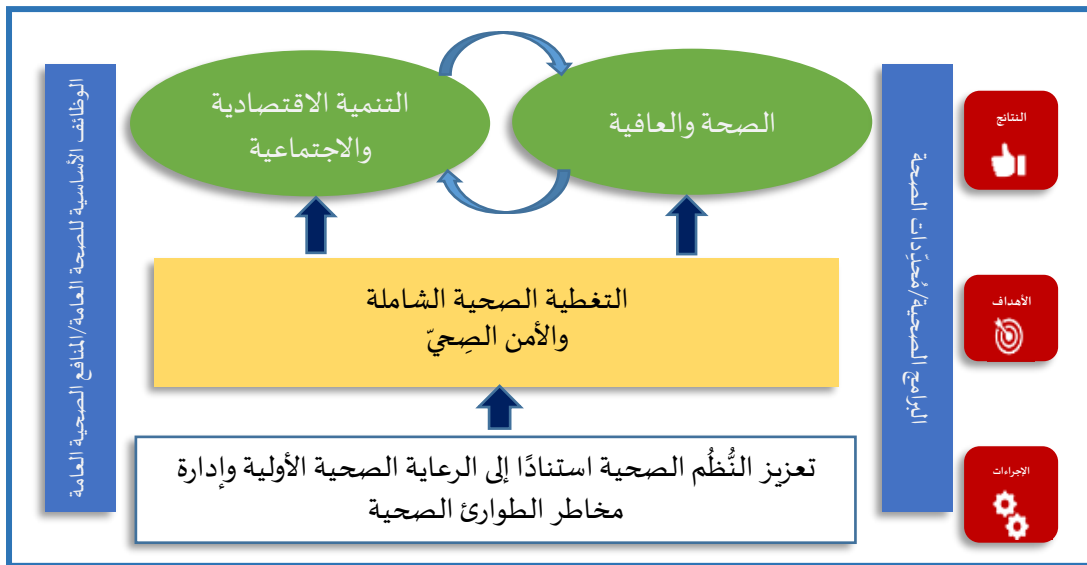 النتائج
الأهداف
الإجراءات
البرامج الصحية/مُحدِّدات الصحة
الصحة والعافية
التنمية الاقتصادية
والاجتماعية
التغطية الصحية الشاملة
والأمن الصِحيّ
تعزيز النُّظُم الصحية استنادًا إلى الرعاية الصحية الأولية وإدارة
مخاطر الطوارئ الصحية
الوظائف الأساسية للصحة العامة/المنافع الصحية العامة